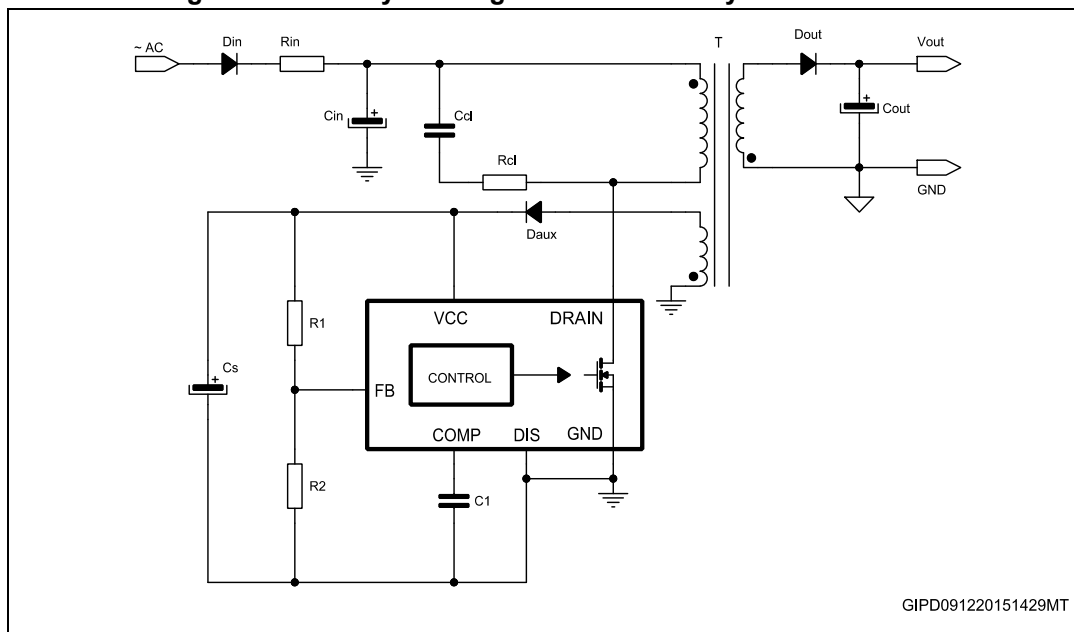 ~ AC
Din
Rin
T
Dout
Vout
Cin
Ccl
Cout
Rcl
GND
Daux
R1
VCC
DRAIN
Cs
CONTROL
FB
COMP
DIS
GND
R2
C1
GIPD091220151429MT